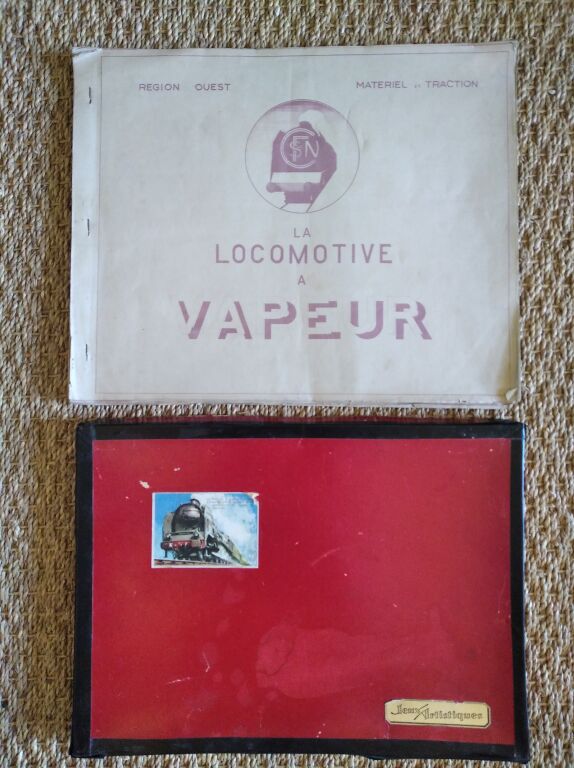 REGION OUEST
MATERIEL ET TRACTION
SNCF
LA
LOCOMOTIVE
A
VAPEUR
Jeux Artistiques